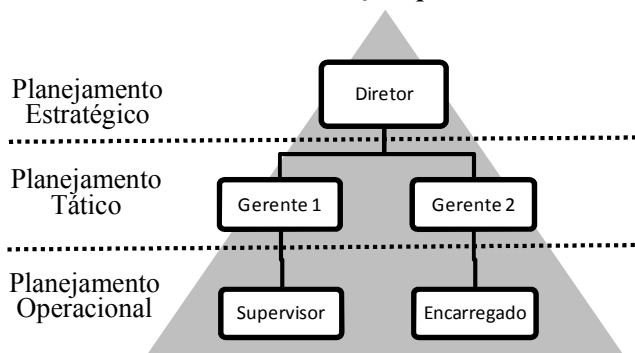 Planejamento
Estratégico
Diretor
Planejamento
Tático
Gerente 1
Gerente 2
Planejamento
Operacional
Supervisor
Encarregado